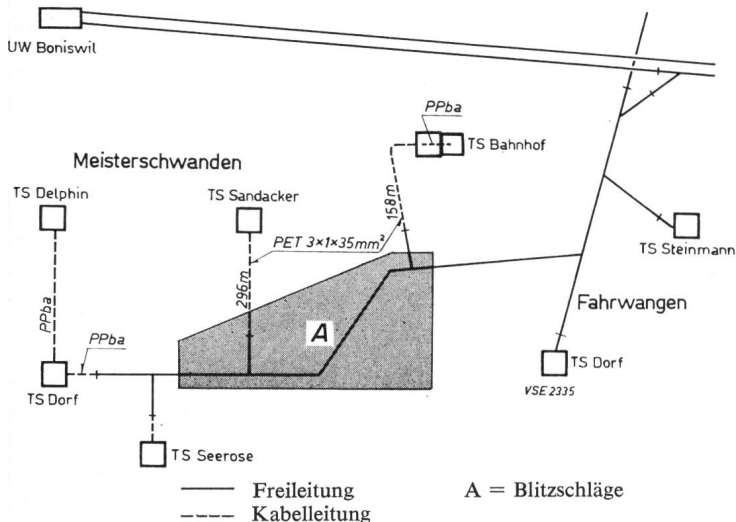 UW Boniswil
PPba
TS Bahnhof
Meisterschwanden
TS Delphin
TS Sandacker
158m
PET 3×1×35mm²
TS Steinmann
296m
PPba
A
Fahrwangen
PPba
TS Dorf
TS Dorf
VSE 2335
TS Seerose
Freileitung
A = Blitzschläge
Kabelleitung